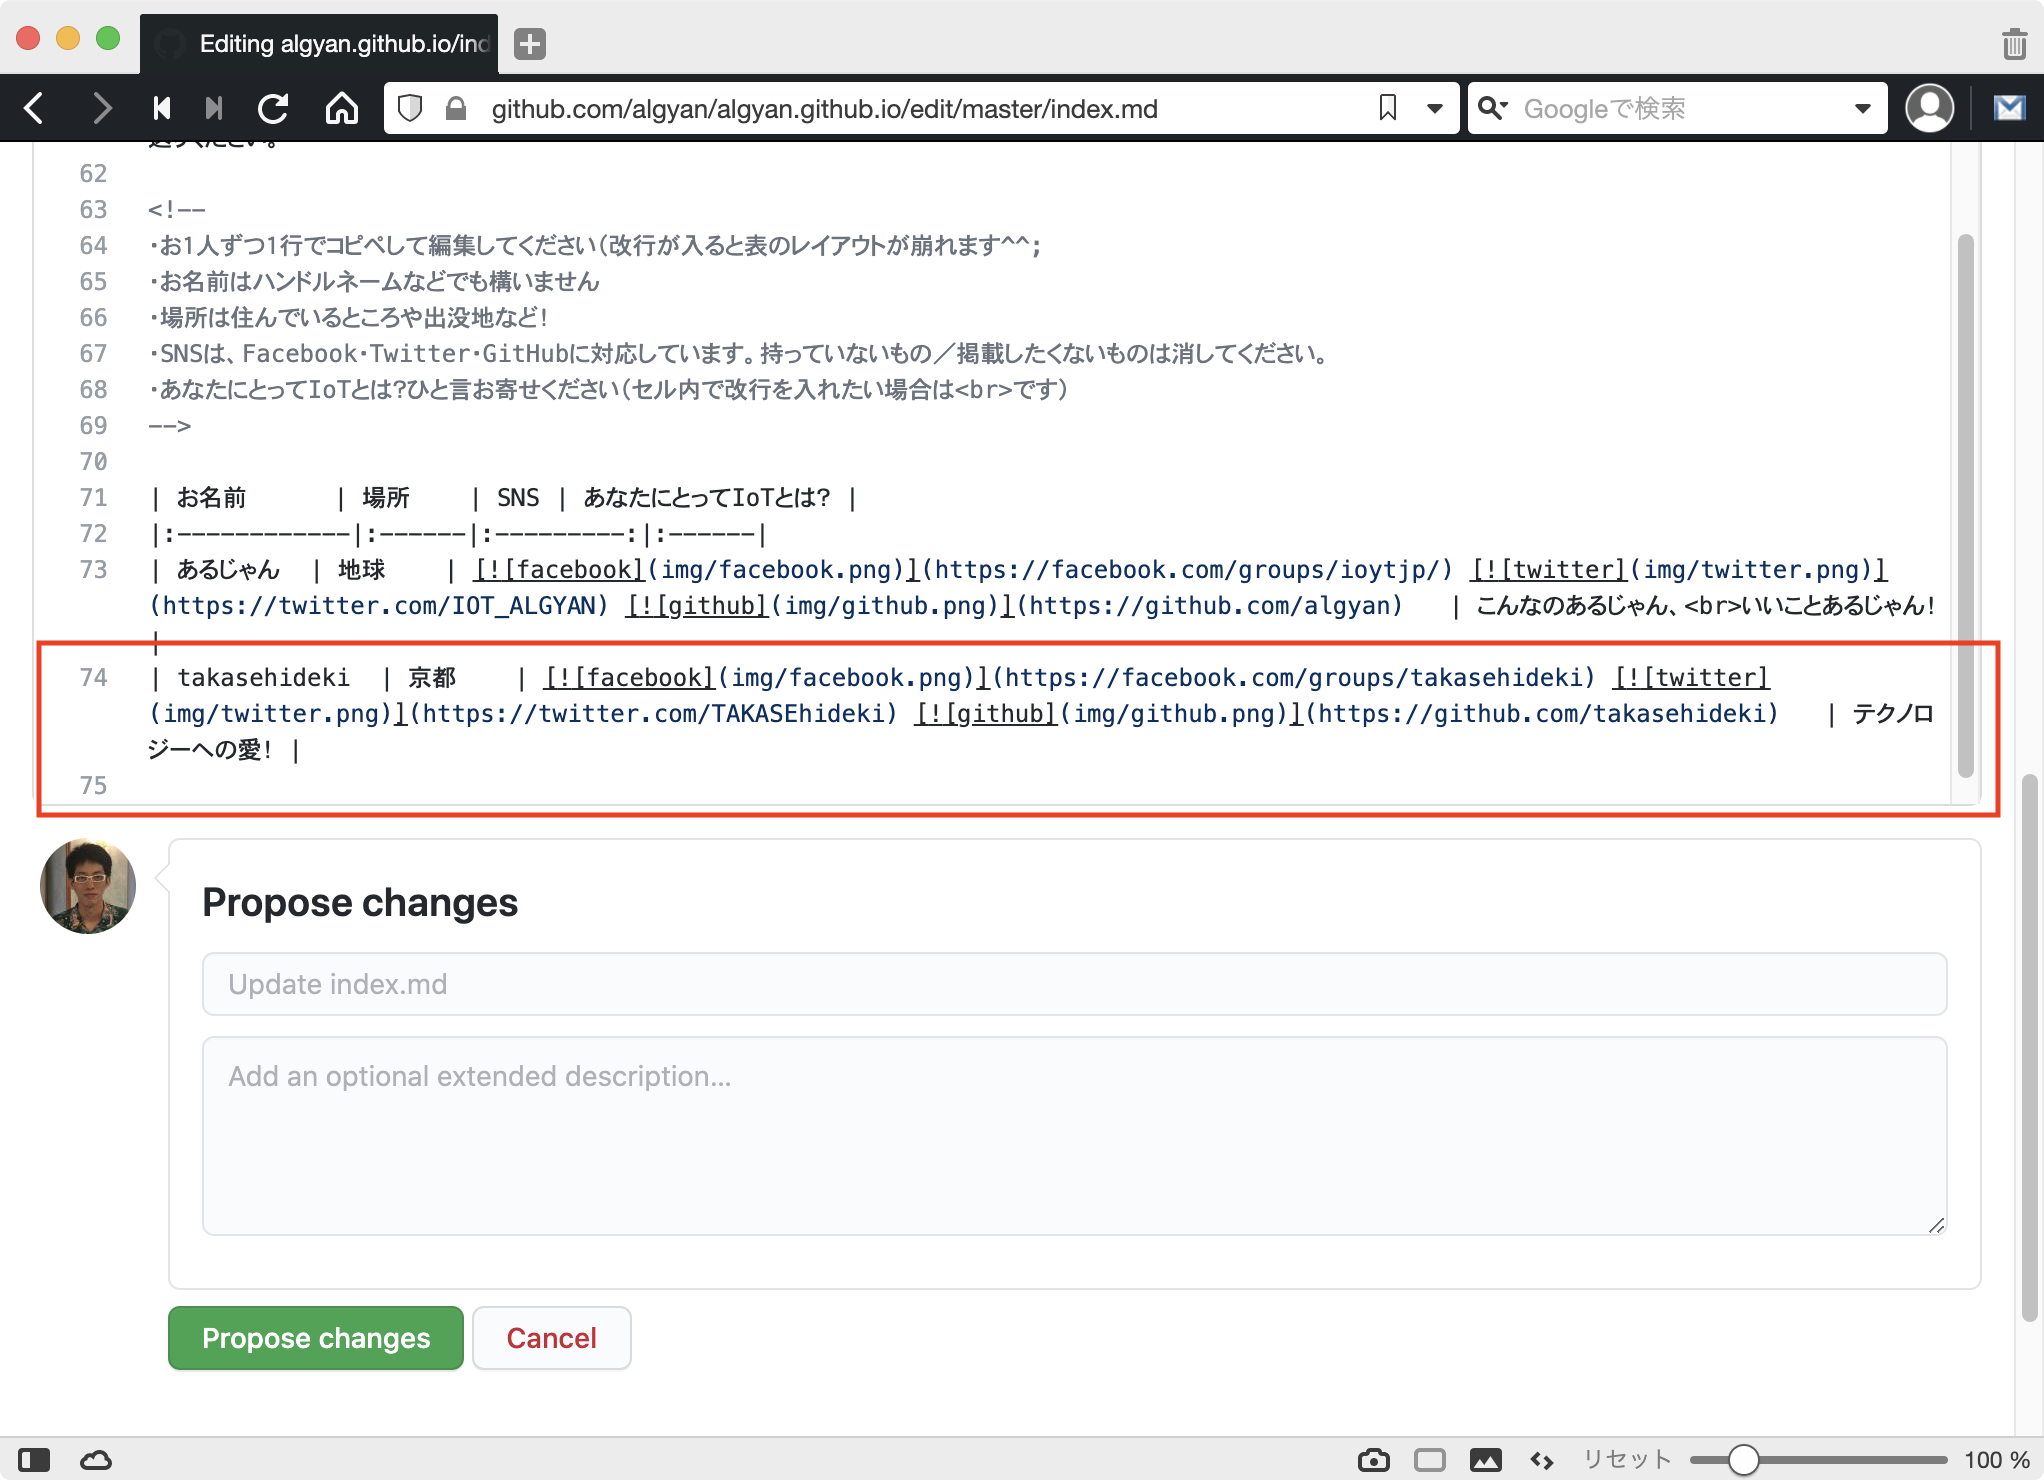 Editing algyan.github.io/ind
github.com/algyan/algyan.github.io/edit/master/index.md
Googleで検索
62
63 <!--
64 ・お1人ずつ1行でコピペして編集してください（改行が入ると表のレイアウトが崩れます^^;
65 ・お名前はハンドルネームなどでも構いません
66 ・場所は住んでいるところや出没地など！
67 ・SNSは、Facebook・Twitter・GitHubに対応しています。持っていないもの／掲載したくないものは消してください。
68 ・あなたにとってIoTとは？ひと言お寄せください（セル内で改行を入れたい場合は<br>です）
69 -->
70
71 | お名前 | 場所 | SNS | あなたにとってIoTとは？ |
72 |:------------|:------|:---------:|:------|
73 | あるじゃん | 地球 | [![facebook](img/facebook.png)](https://facebook.com/groups/ioytjp/) [![twitter](img/twitter.png)]
(https://twitter.com/IOT_ALGYAN) [![github](img/github.png)](https://github.com/algyan) | こんなのあるじゃん、<br>いいことあるじゃん！
|
74 | takasehideki | 京都 | [![facebook](img/facebook.png)](https://facebook.com/groups/takasehideki) [![twitter]
(img/twitter.png)](https://twitter.com/TAKASEhideki) [![github](img/github.png)](https://github.com/takasehideki) | テクノロ
ジーへの愛！ |
75
Propose changes
Update index.md
Add an optional extended description...
Propose changes Cancel
リセット 100 %